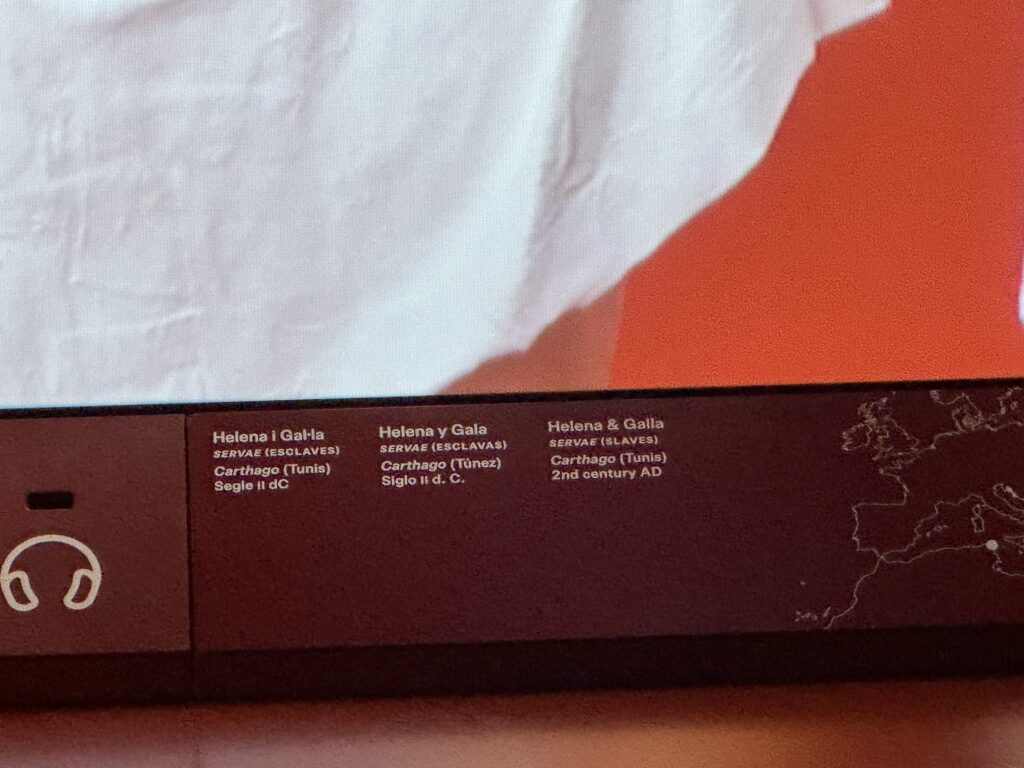 Helena i Gal·la
SERVAE (ESCLAVES)
Carthago (Tunis)
Segle II dC
Helena y Gala
SERVAE (ESCLAVAS)
Carthago (Túnez)
Siglo II d. C.
Helena & Galla
SERVAE (SLAVES)
Carthago (Tunis)
2nd century AD